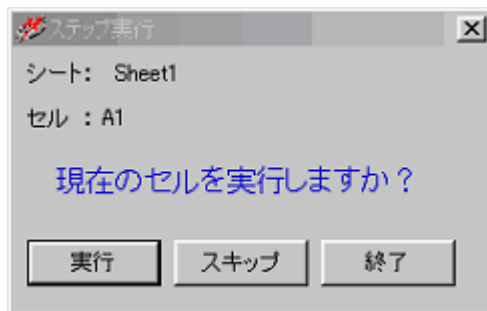 ステップ実行
シート: Sheet1
セル : A1
現在のセルを実行しますか？
実行 スキップ 終了